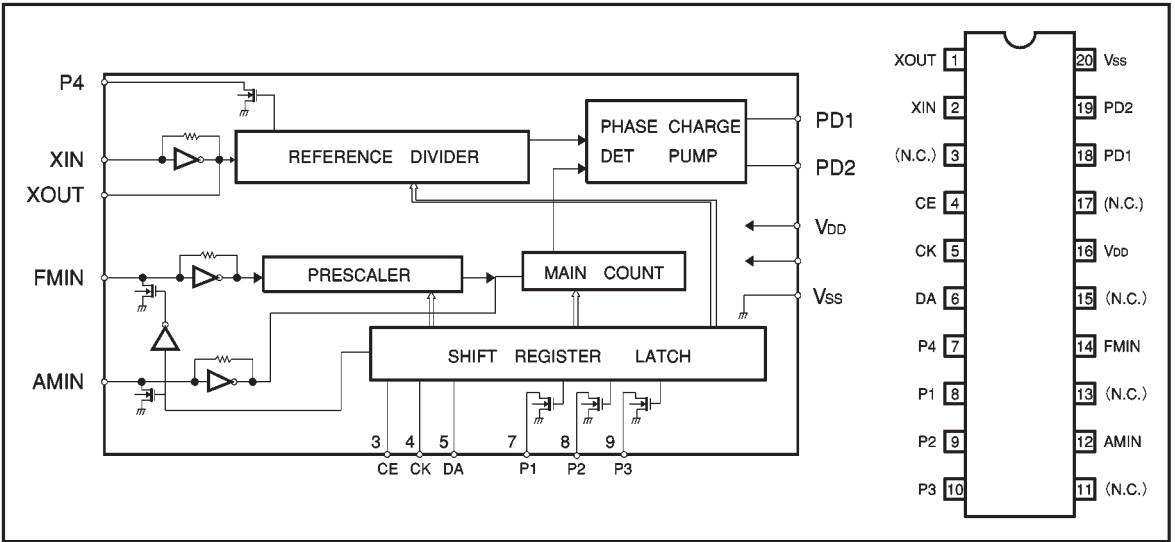 P4
XIN
XOUT
FMIN
AMIN
REFERENCE DIVIDER
PHASE CHARGE
DET PUMP
PD1
PD2
VDD
VSS
PRESCALER
MAIN COUNT
SHIFT REGISTER LATCH
3 4 5 7 8 9
CE CK DA P1 P2 P3
XOUT 1 20 VSS
XIN 2 19 PD2
(N.C.) 3 18 PD1
CE 4 17 (N.C.)
CK 5 16 VDD
DA 6 15 (N.C.)
P4 7 14 FMIN
P1 8 13 (N.C.)
P2 9 12 AMIN
P3 10 11 (N.C.)